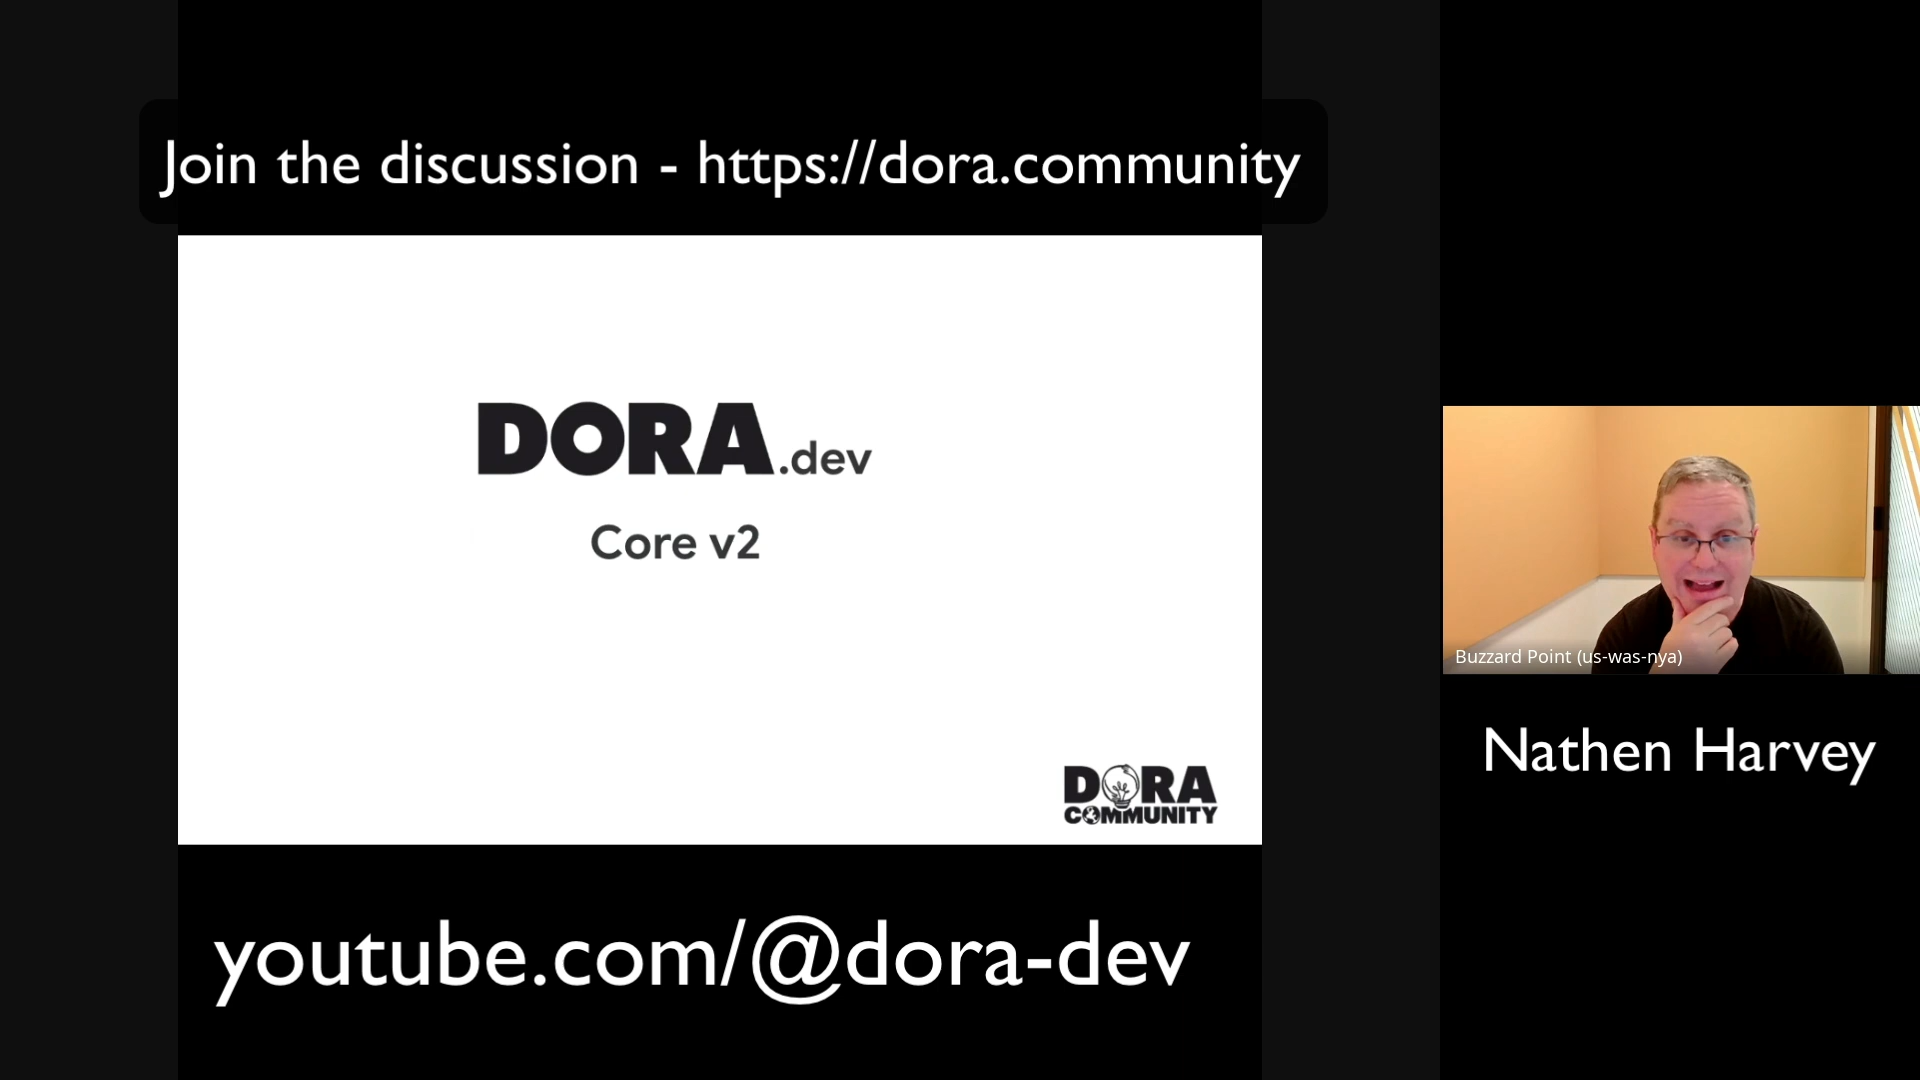 Join the discussion - https://dora.community
DORA.dev
Core v2
DORA
COMMUNITY
Buzzard Point (us-was-nya)
Nathen Harvey
youtube.com/@dora-dev